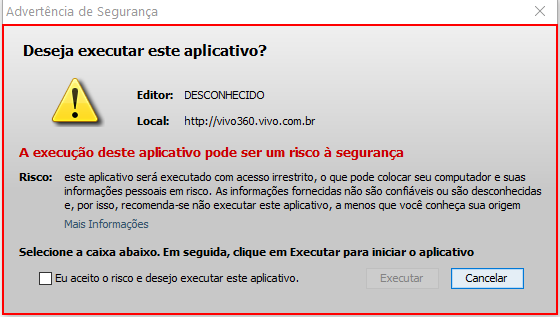 Advertência de Segurança
Deseja executar este aplicativo?
Editor: DESCONHECIDO
Local: http://vivo360.vivo.com.br
A execução deste aplicativo pode ser um risco à segurança
Risco: este aplicativo será executado com acesso irrestrito, o que pode colocar seu computador e suas
informações pessoais em risco. As informações fornecidas não são confiáveis ou são desconhecidas
e, por isso, recomenda-se não executar este aplicativo, a menos que você conheça sua origem
Mais Informações
Selecione a caixa abaixo. Em seguida, clique em Executar para iniciar o aplicativo
Eu aceito o risco e desejo executar este aplicativo. Executar Cancelar